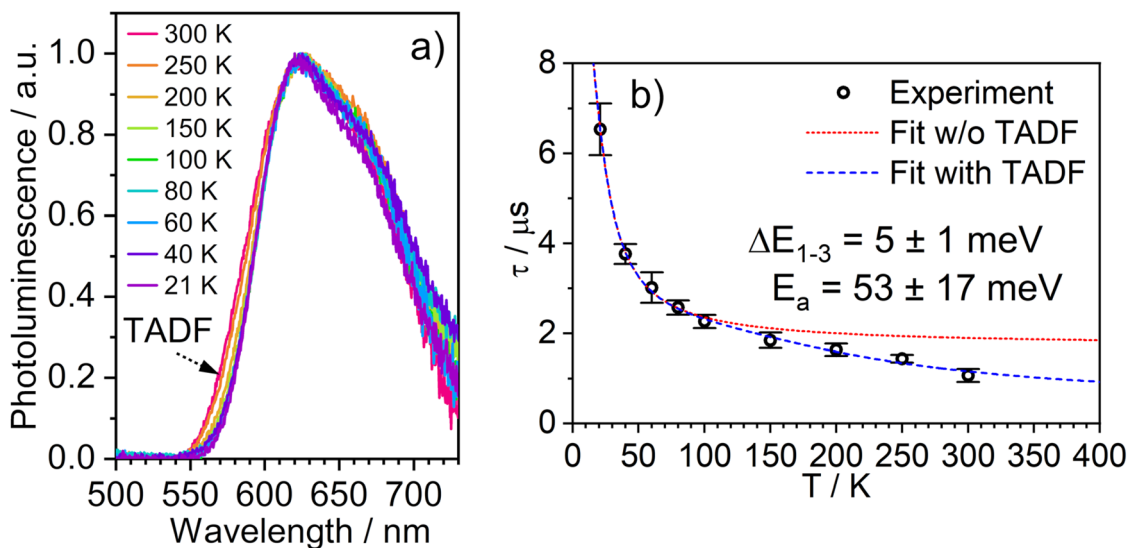 a)
300 K
250 K
200 K
150 K
100 K
80 K
60 K
40 K
21 K
TADF
Photoluminescence / a.u.
1.0
0.8
0.6
0.4
0.2
0.0
500 550 600 650 700
Wavelength / nm
b)
Experiment
Fit w/o TADF
Fit with TADF
ΔE1-3 = 5 ± 1 meV
Ea = 53 ± 17 meV
τ / μs
8
6
4
2
0
0 50 100 150 200 250 300 350 400
T / K